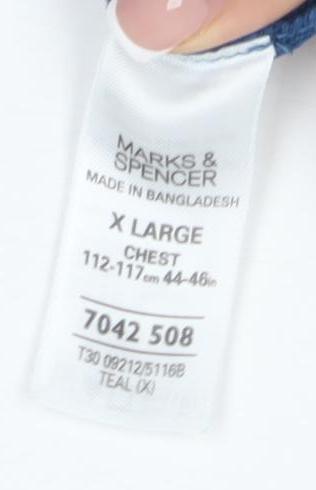 MARKS &
SPENCER
MADE IN BANGLADESH
X LARGE
CHEST
112-117cm 44-46in
7042 508
T30 09212/5116B
TEAL (X)